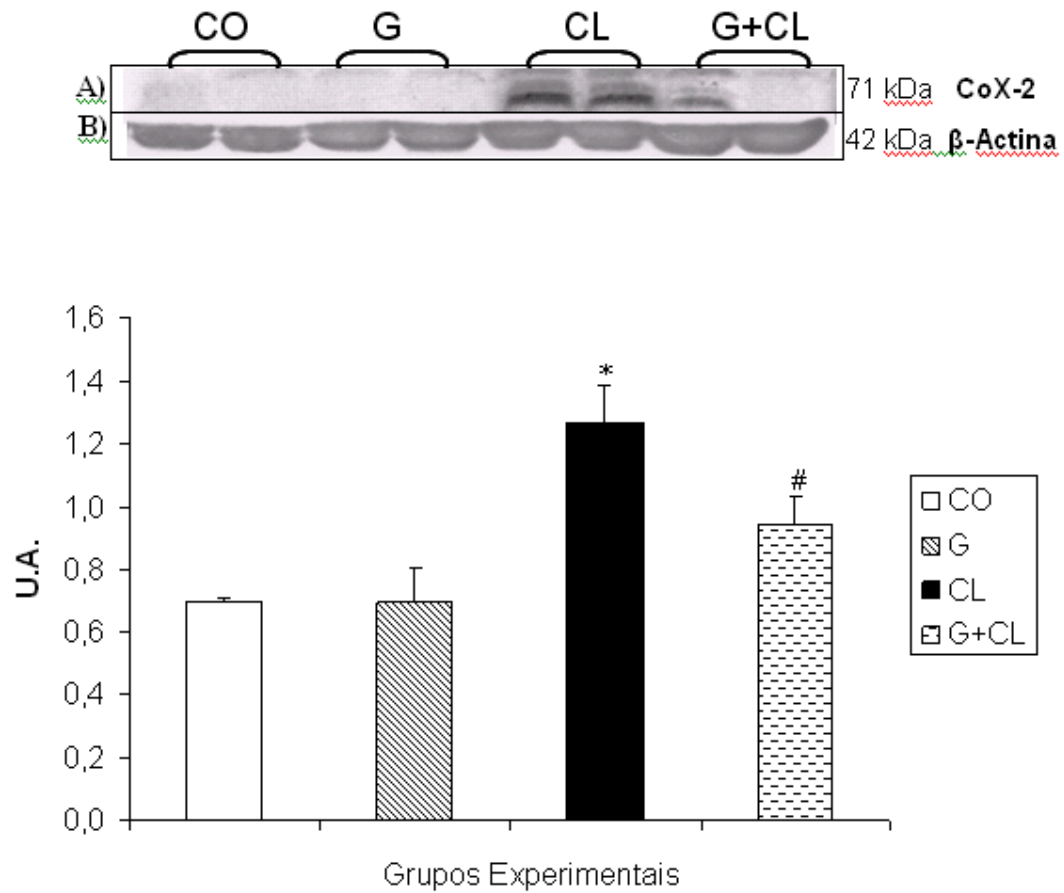 CO G CL G+CL
A) 71 kDa CoX-2
B) 42 kDa β-Actina
1,6
1,4
1,2
1,0
0,8
0,6
0,4
0,2
0,0
U.A.
*
#
CO
G
CL
G+CL
Grupos Experimentais